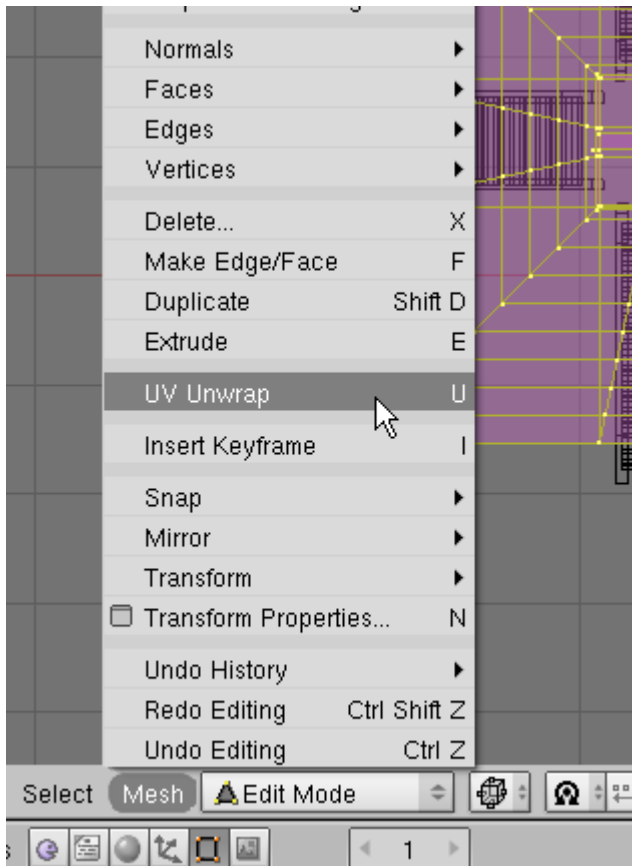 Normals
Faces
Edges
Vertices
Delete... X
Make Edge/Face F
Duplicate Shift D
Extrude E
UV Unwrap U
Insert Keyframe I
Snap
Mirror
Transform
Transform Properties... N
Undo History
Redo Editing Ctrl Shift Z
Undo Editing Ctrl Z
Select Mesh Edit Mode
1